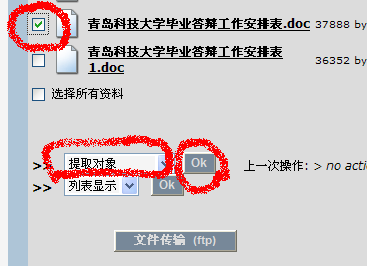 青岛科技大学毕业答辩工作安排表.doc 37888 by
青岛科技大学毕业答辩工作安排表
1.doc 36352 by
选择所有资料
>> 提取对象 Ok 上一次操作: > no actio
>> 列表显示 Ok
文件传输 (ftp)